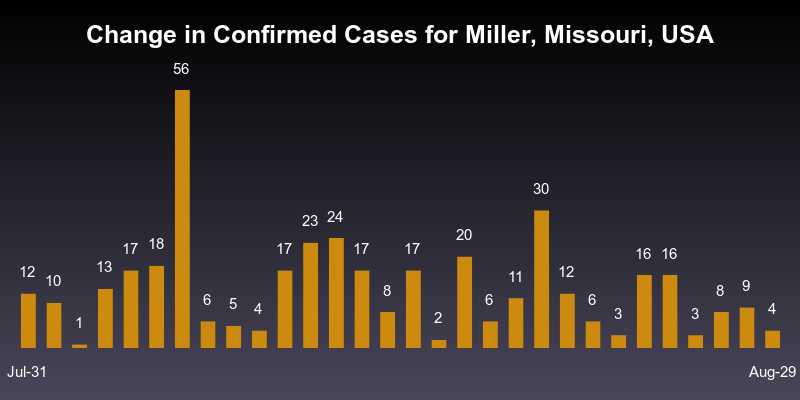 Change in Confirmed Cases for Miller, Missouri, USA
56
30
23 24
20
17 18 17 17 17
16 16
12 10 13 11 12
6 5 4 8 6 6 8 9
1 2 3 3 4
Jul-31 Aug-29